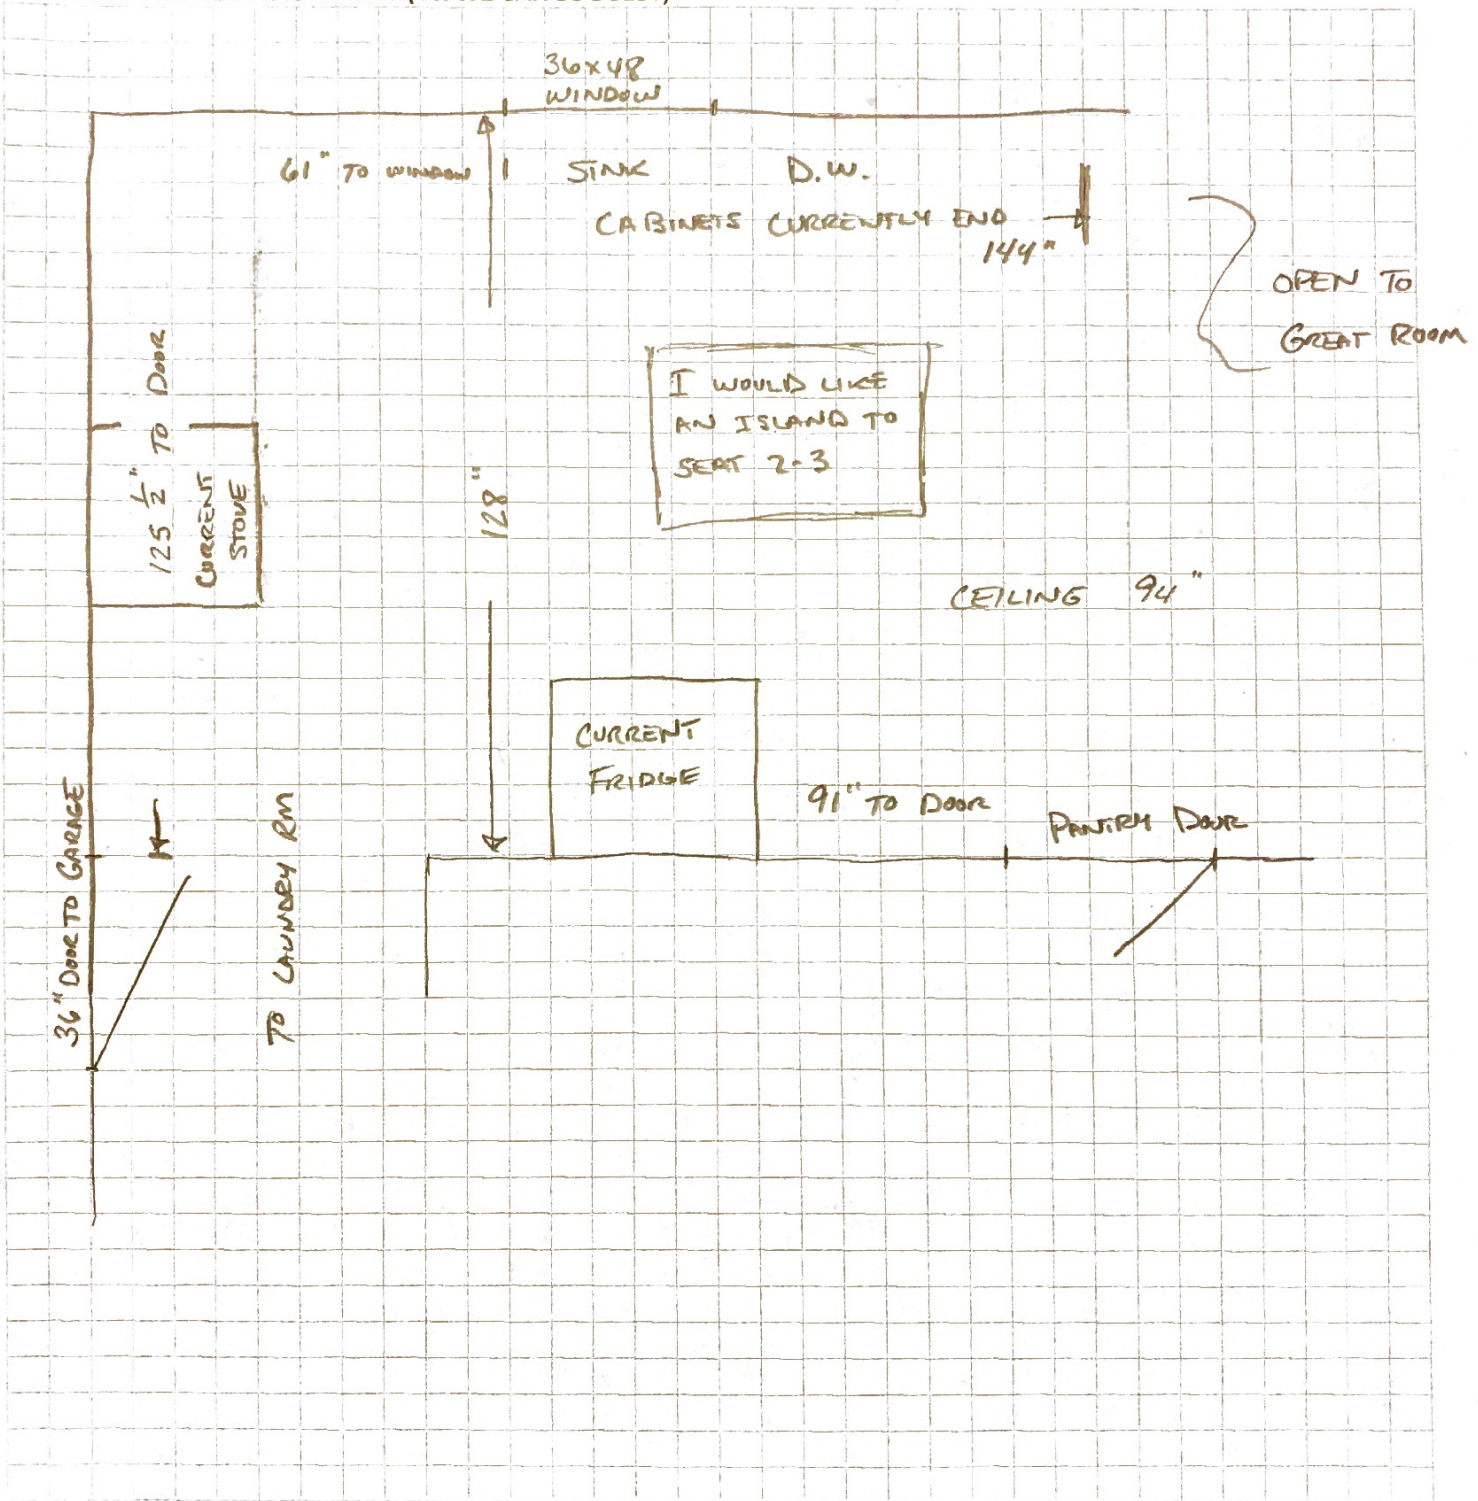 36x48
WINDOW
61" TO WINDOW
SINK
D.W.
CABINETS CURRENTLY END
144"
OPEN TO
GREAT ROOM
I WOULD LIKE
AN ISLAND TO
SEAT 2-3
125 1/2" TO DOOR
CURRENT
STOVE
128"
CEILING 94"
CURRENT
FRIDGE
91" TO DOOR
PANTRY DOOR
36" DOOR TO GARAGE
TO LAUNDRY RM